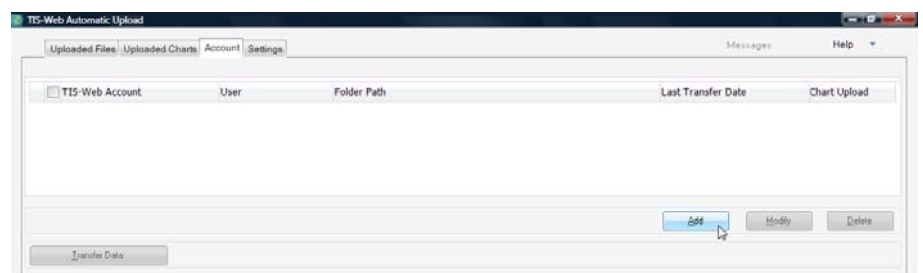 TIS-Web Automatic Upload
Uploaded Files Uploaded Charts Account Settings Messages Help
TIS-Web Account User Folder Path Last Transfer Date Chart Upload
Add Modify Delete
Transfer Data